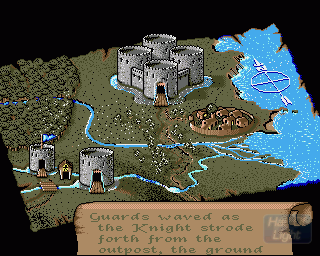 Guards waved as
the Knight strode
forth from the
outpost, the ground